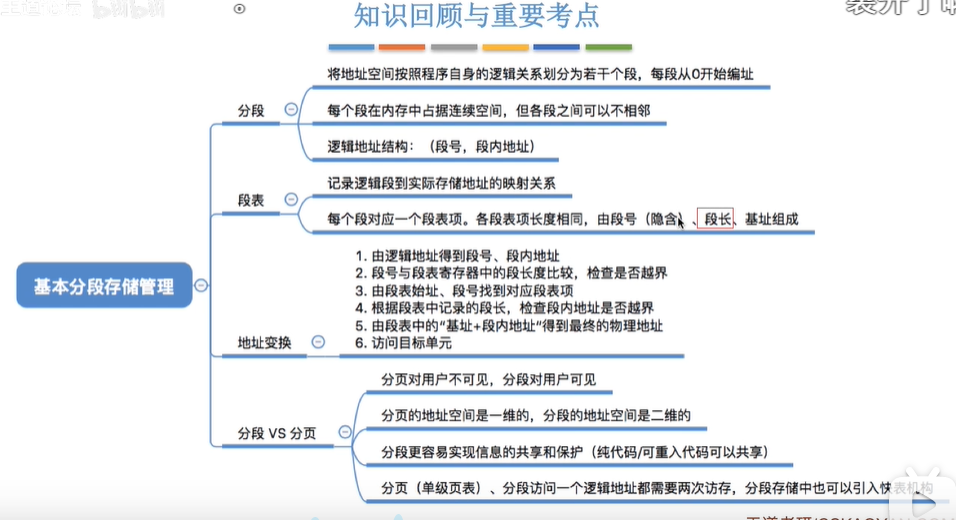 知识回顾与重要考点
将地址空间按照程序自身的逻辑关系划分为若干个段，每段从0开始编址
分段
每个段在内存中占据连续空间，但各段之间可以不相邻
逻辑地址结构：（段号，段内地址）
记录逻辑段到实际存储地址的映射关系
段表
每个段对应一个段表项。各段表项长度相同，由段号（隐含）、段长、基址组成
基本分段存储管理
1. 由逻辑地址得到段号、段内地址
2. 段号与段表寄存器中的段长度比较，检查是否越界
3. 由段表始址、段号找到对应段表项
4. 根据段表中记录的段长，检查段内地址是否越界
5. 由段表中的“基址+段内地址”得到最终的物理地址
地址变换
6. 访问目标单元
分页对用户不可见，分段对用户可见
分页的地址空间是一维的，分段的地址空间是二维的
分段 VS 分页
分段更容易实现信息的共享和保护（纯代码/可重入代码可以共享）
分页（单级页表）、分段访问一个逻辑地址都需要两次访存，分段存储中也可以引入快表机构